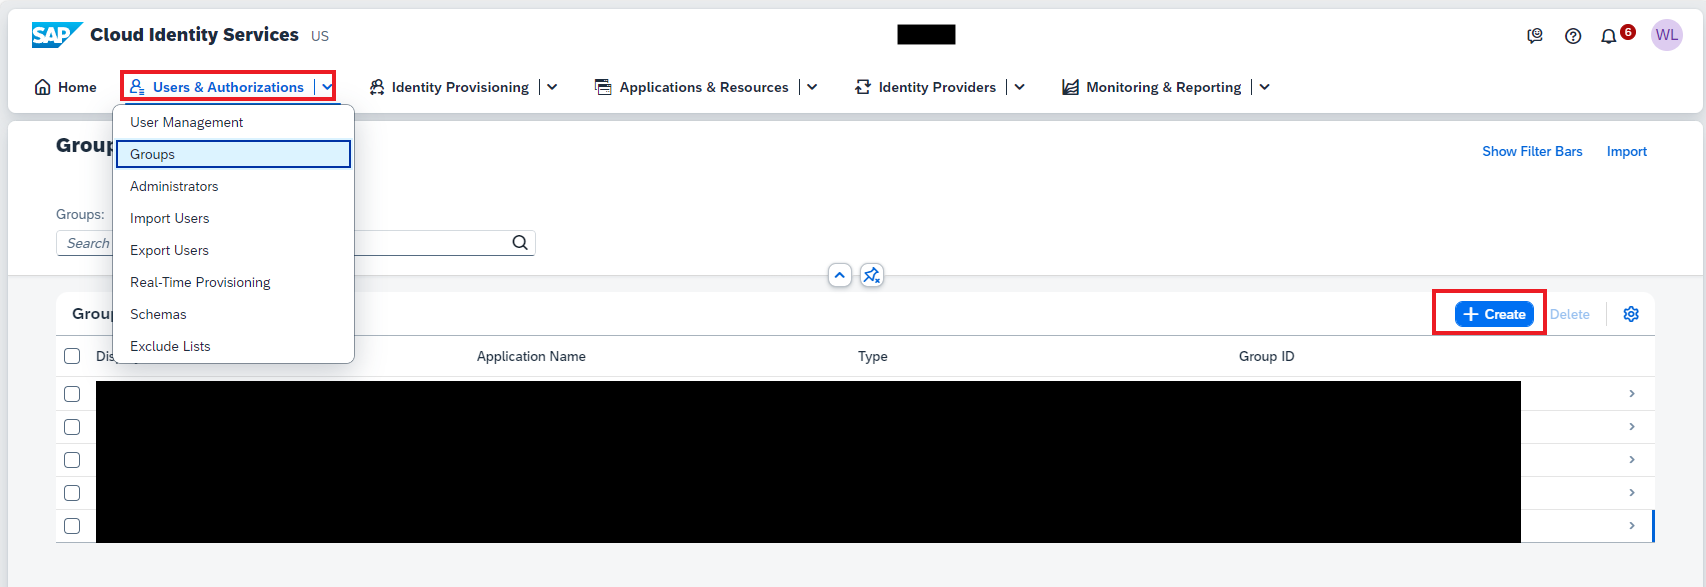 SAP Cloud Identity Services US
6
WL
Home Users & Authorizations Identity Provisioning Applications & Resources Identity Providers Monitoring & Reporting
User Management
Groups
Administrators
Import Users
Export Users
Real-Time Provisioning
Schemas
Exclude Lists
Group
Show Filter Bars Import
Groups:
Search
Group
Create Delete
Application Name Type Group ID